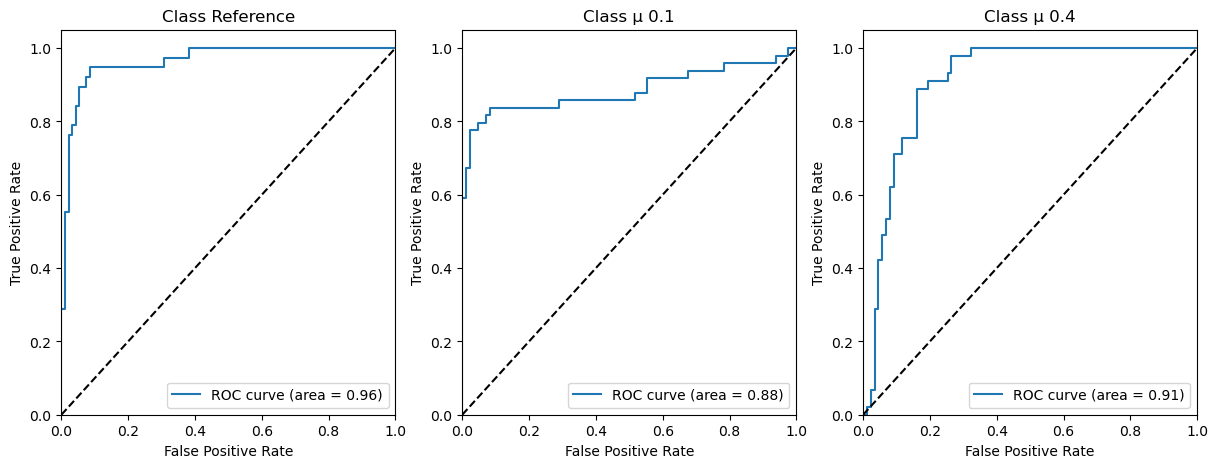 Class Reference
True Positive Rate
1.0
0.8
0.6
0.4
0.2
0.0
0.0 0.2 0.4 0.6 0.8 1.0
False Positive Rate
ROC curve (area = 0.96)
Class μ 0.1
True Positive Rate
1.0
0.8
0.6
0.4
0.2
0.0
0.0 0.2 0.4 0.6 0.8 1.0
False Positive Rate
ROC curve (area = 0.88)
Class μ 0.4
True Positive Rate
1.0
0.8
0.6
0.4
0.2
0.0
0.0 0.2 0.4 0.6 0.8 1.0
False Positive Rate
ROC curve (area = 0.91)